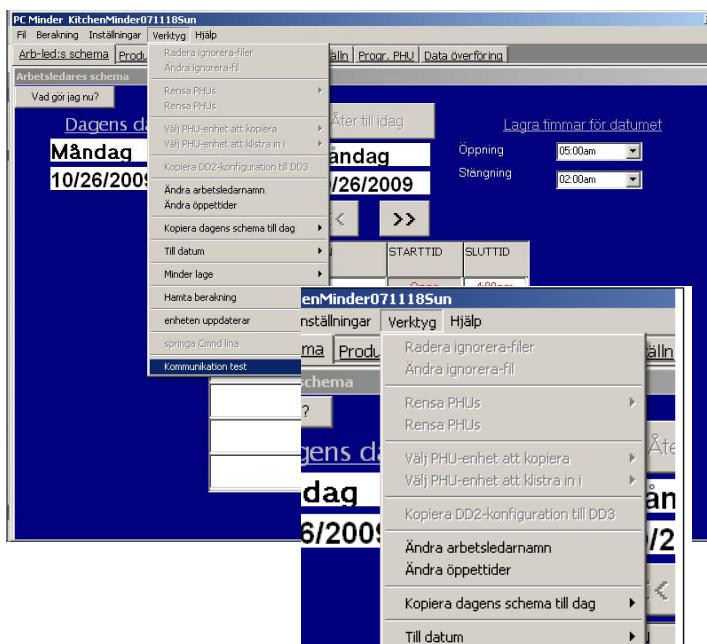 PC Minder KitchenMinder071118Sun
Fil Berakning Inställningar Verktyg Hjälp
Arb-led:s schema Produ älln Progr. PHU Data överföring
Arbetsledares schema
Vad gör jag nu?
Radera ignorera-filer
Ändra ignorera-fil
Rensa PHUs
Rensa PHUs
Välj PHU-enhet att kopiera
Välj PHU-enhet att klistra in i
Kopiera DD2-konfiguration till DD3
Ändra arbetsledarnamn
Ändra öppettider
Kopiera dagens schema till dag
Till datum
Minder lage
Hamta berakning
enheten uppdaterar
springa Cmnd lina
Kommunikation test
Dagens da
Måndag
10/26/2009
Åter till idag
åndag
/26/2009
>>
Lagra timmar för datumet
Öppning 05:00am
Stängning 02:00am
STARTTID SLUTTID
enMinder071118Sun
nställningar Verktyg Hjälp
ma Produ älln
schema
?
gens da
dag
6/2009
Radera ignorera-filer
Ändra ignorera-fil
Rensa PHUs
Rensa PHUs
Välj PHU-enhet att kopiera
Välj PHU-enhet att klistra in i
Kopiera DD2-konfiguration till DD3
Ändra arbetsledarnamn
Ändra öppettider
Kopiera dagens schema till dag
Till datum
Åte
ån
/2